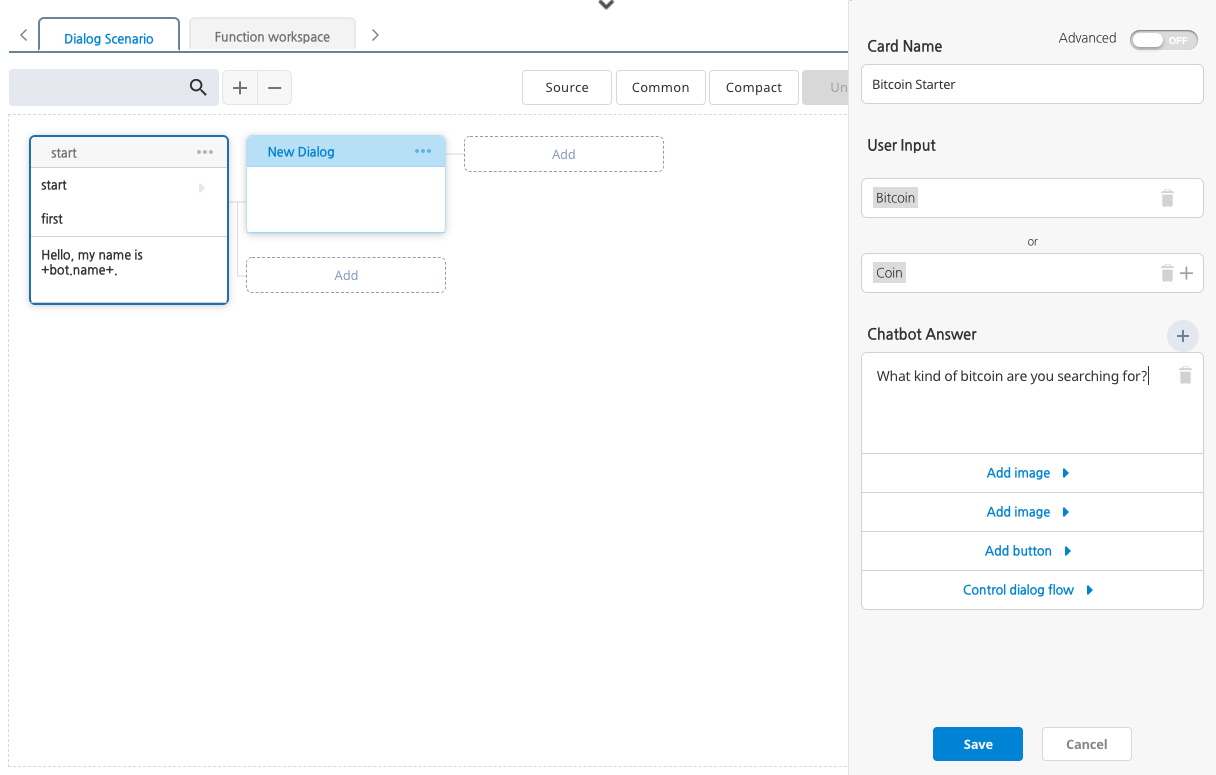 Dialog Scenario
Function workspace
Source
Common
Compact
Un
start
start
first
Hello, my name is
+bot.name+.
New Dialog
Add
Add
Card Name
Advanced
OFF
Bitcoin Starter
User Input
Bitcoin
or
Coin
Chatbot Answer
What kind of bitcoin are you searching for?
Add image
Add image
Add button
Control dialog flow
Save
Cancel